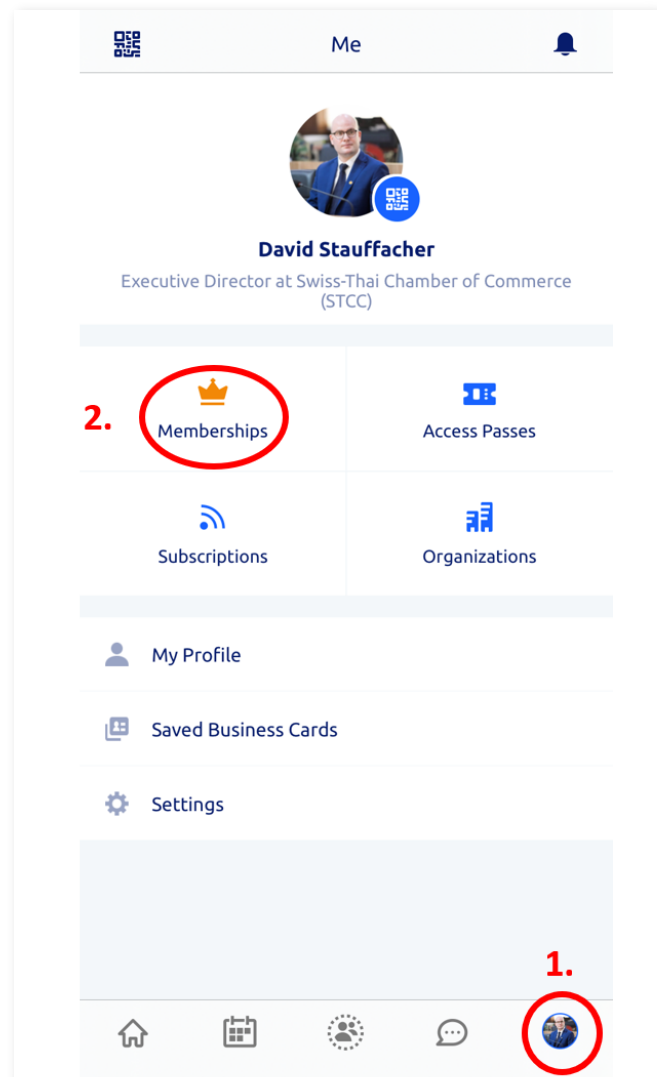 Me
David Stauffacher
Executive Director at Swiss-Thai Chamber of Commerce
(STCC)
2.
Memberships
Access Passes
Subscriptions
Organizations
My Profile
Saved Business Cards
Settings
1.